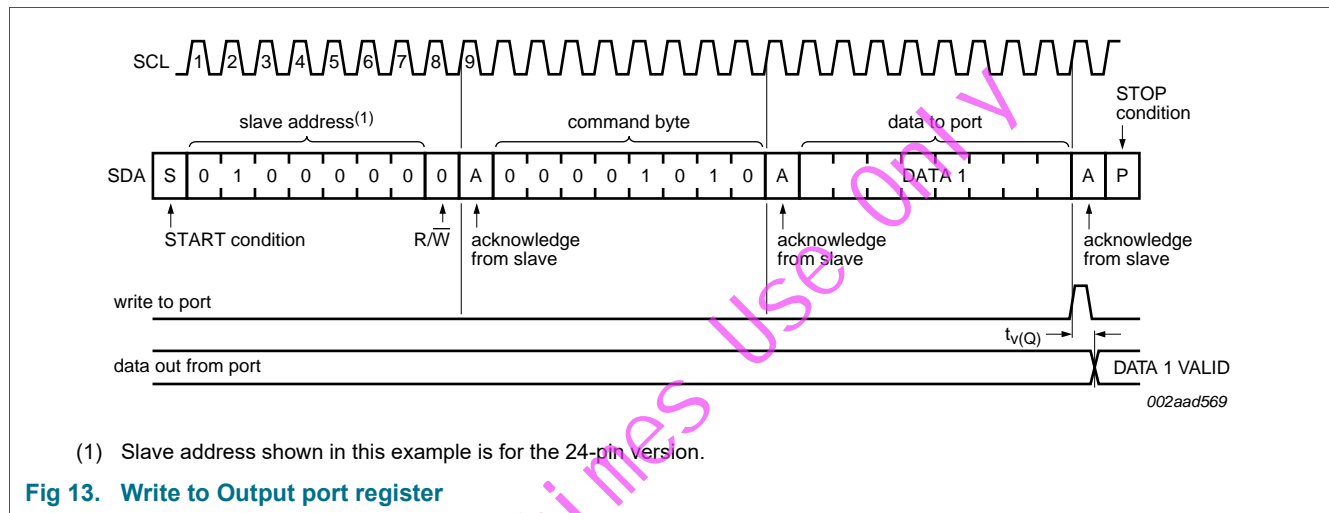 SCL 1 2 3 4 5 6 7 8 9
STOP
condition
slave address(1) command byte data to port
SDA S 0 1 0 0 0 0 0 0 A 0 0 0 0 1 0 1 0 A DATA 1 A P
START condition R/W̅ acknowledge from slave acknowledge from slave acknowledge from slave
write to port
tv(Q)
data out from port DATA 1 VALID
002aad569
(1) Slave address shown in this example is for the 24-pin version.
Fig 13. Write to Output port register
imes Use Only